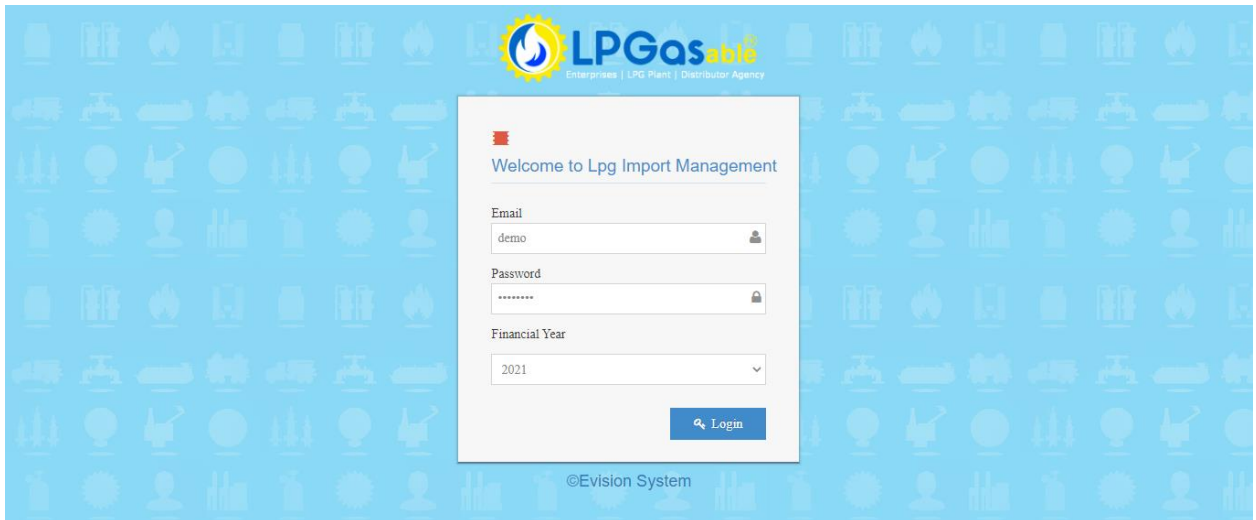 LPGasable®
Enterprises | LPG Plant | Distributor Agency
Welcome to Lpg Import Management
Email
demo
Password
••••••••
Financial Year
2021
Login
©Evision System